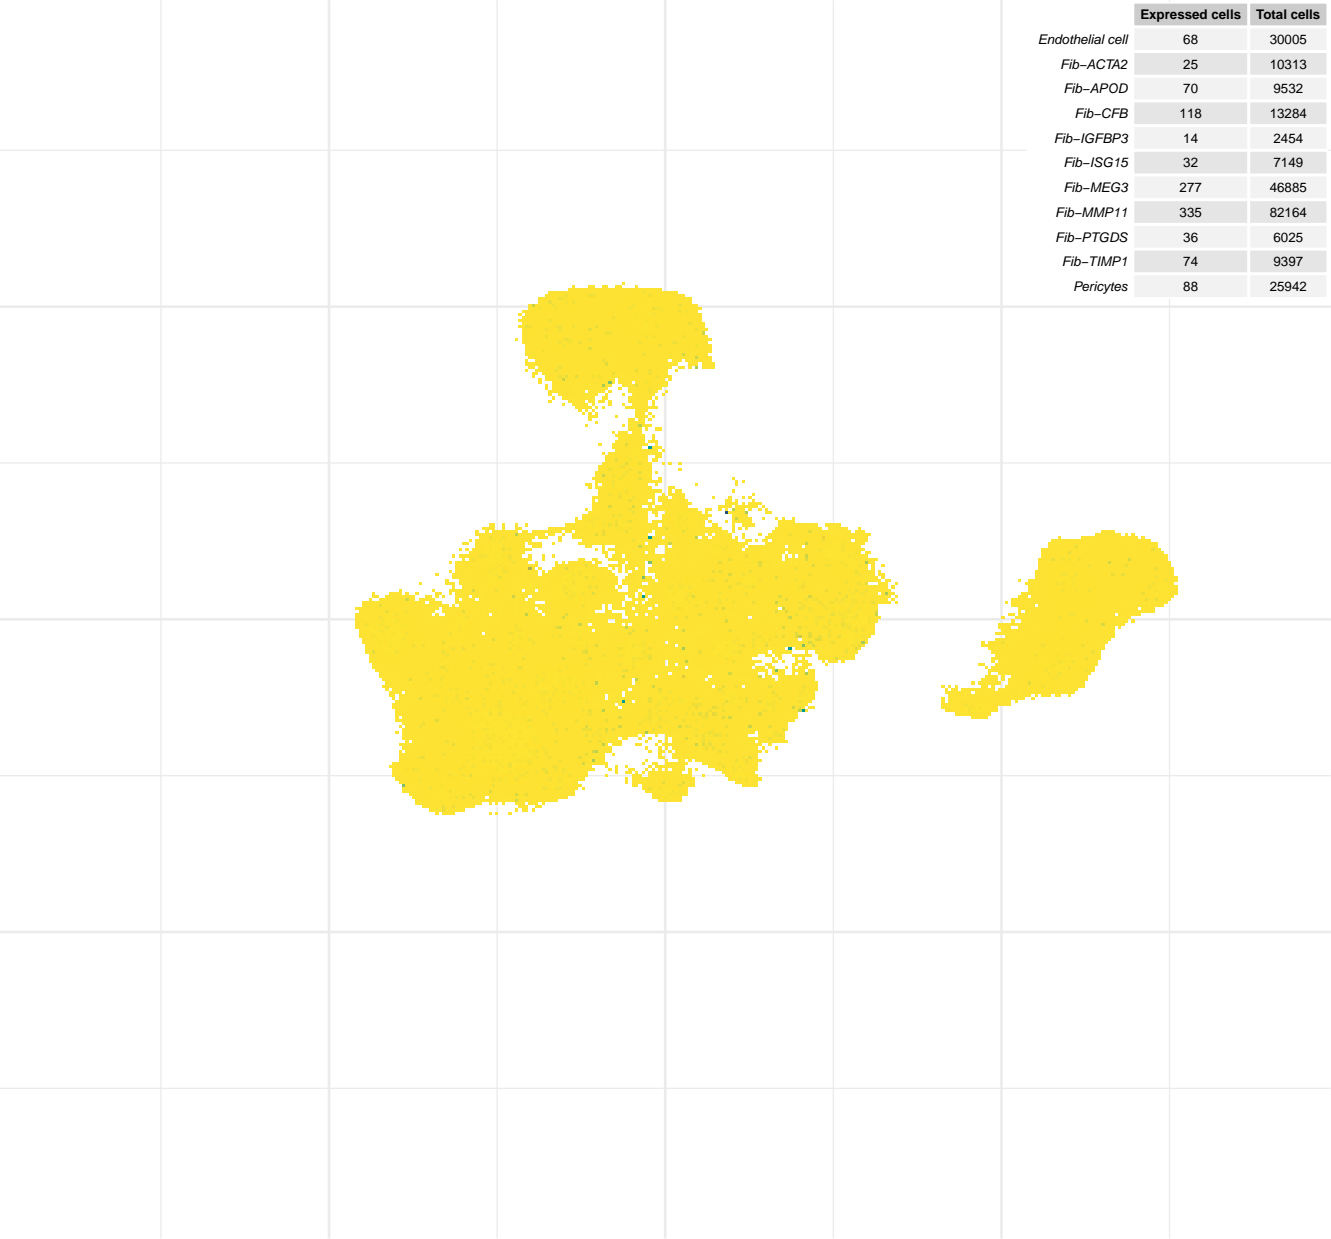 Expressed cells Total cells
Endothelial cell 68 30005
Fib−ACTA2 25 10313
Fib−APOD 70 9532
Fib−CFB 118 13284
Fib−IGFBP3 14 2454
Fib−ISG15 32 7149
Fib−MEG3 277 46885
Fib−MMP11 335 82164
Fib−PTGDS 36 6025
Fib−TIMP1 74 9397
Pericytes 88 25942